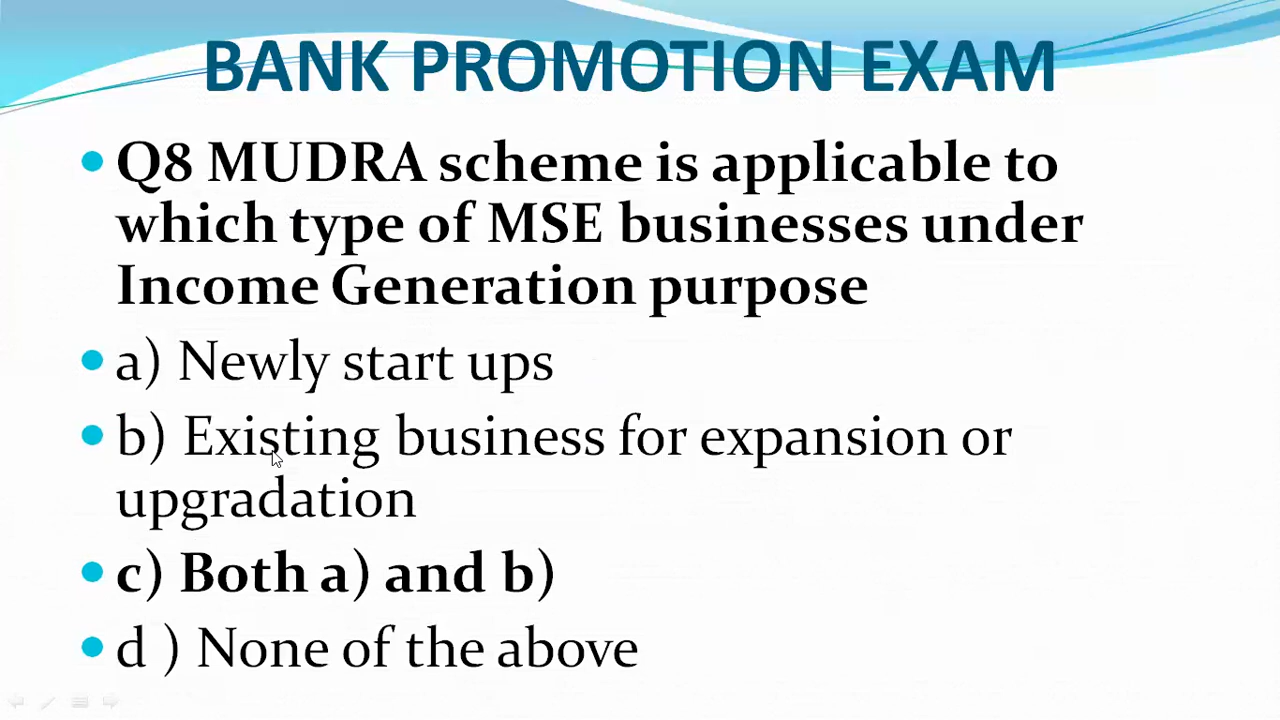 BANK PROMOTION EXAM
Q8 MUDRA scheme is applicable to
which type of MSE businesses under
Income Generation purpose
a) Newly start ups
b) Existing business for expansion or
upgradation
c) Both a) and b)
d ) None of the above